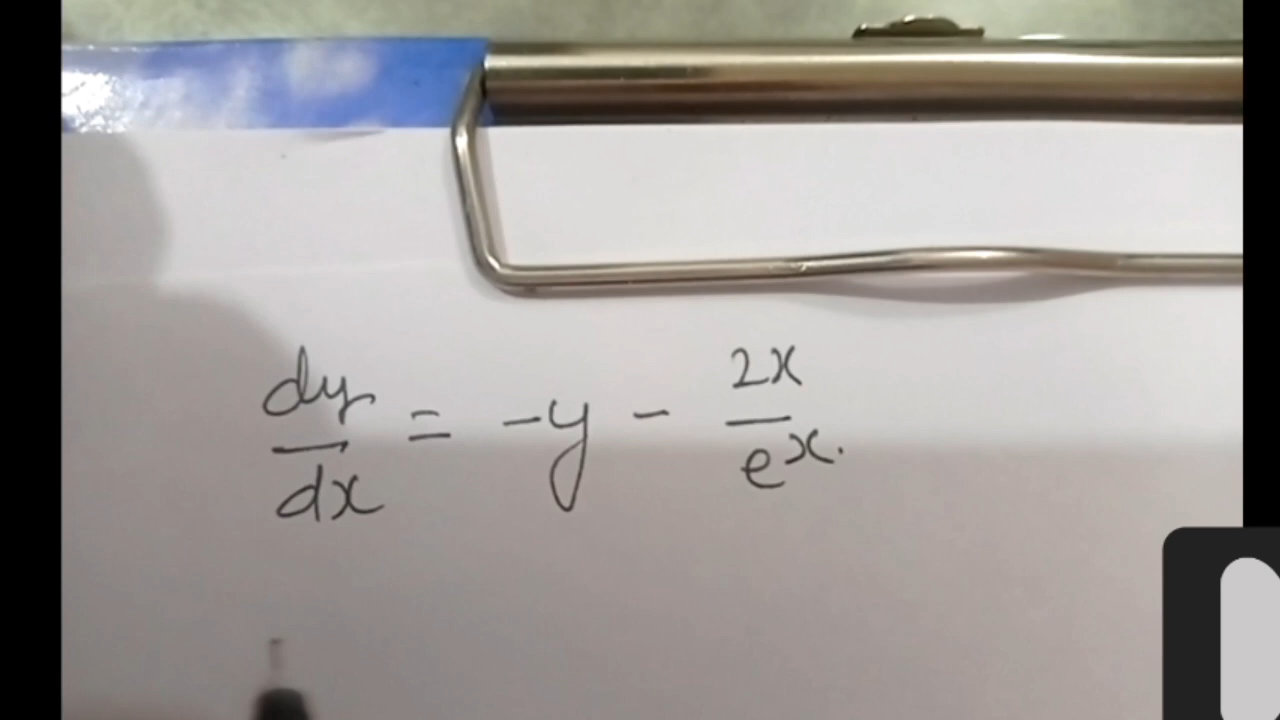 dy/dx = -y - 2x/e^x.